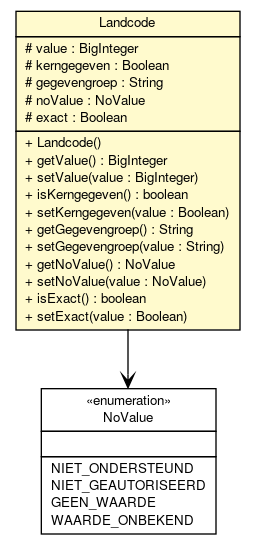 Landcode
# value : BigInteger
# kerngegeven : Boolean
# gegevengroep : String
# noValue : NoValue
# exact : Boolean
+ Landcode()
+ getValue() : BigInteger
+ setValue(value : BigInteger)
+ isKerngegeven() : boolean
+ setKerngegeven(value : Boolean)
+ getGegevengroep() : String
+ setGegevengroep(value : String)
+ getNoValue() : NoValue
+ setNoValue(value : NoValue)
+ isExact() : boolean
+ setExact(value : Boolean)
«enumeration»
NoValue
NIET_ONDERSTEUND
NIET_GEAUTORISEERD
GEEN_WAARDE
WAARDE_ONBEKEND